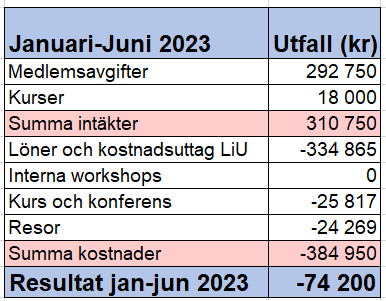 Januari-Juni 2023 Utfall (kr)
Medlemsavgifter 292 750
Kurser 18 000
Summa intäkter 310 750
Löner och kostnadsuttag LiU -334 865
Interna workshops 0
Kurs och konferens -25 817
Resor -24 269
Summa kostnader -384 950
Resultat jan-jun 2023 -74 200